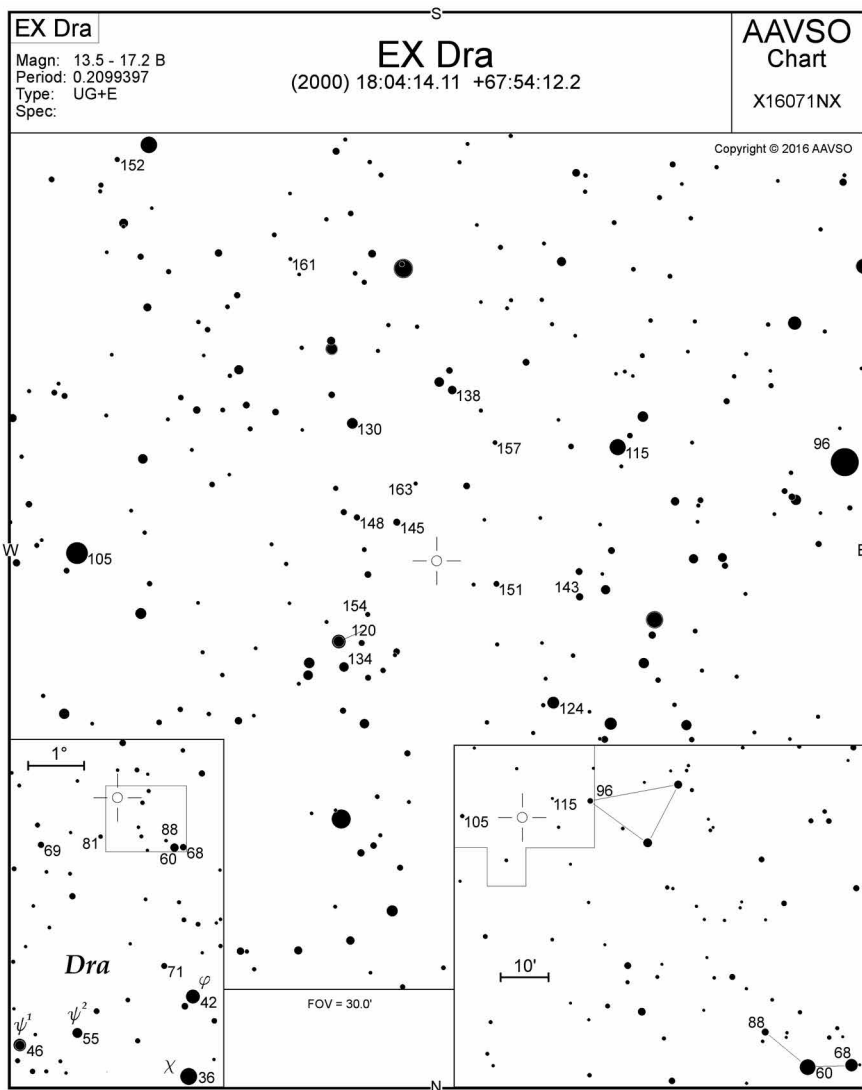 S
EX Dra
Magn: 13.5 - 17.2 B
Period: 0.2099397
Type: UG+E
Spec:
EX Dra
(2000) 18:04:14.11 +67:54:12.2
AAVSO
Chart
X16071NX
Copyright © 2016 AAVSO
152
161
138
130
157
115
96
163
148
145
W
E
105
151
143
154
120
134
124
1°
88
81
69
60
68
Dra
71
φ
42
ψ¹
ψ²
46
55
χ
36
FOV = 30.0'
96
115
105
10'
88
68
60
N